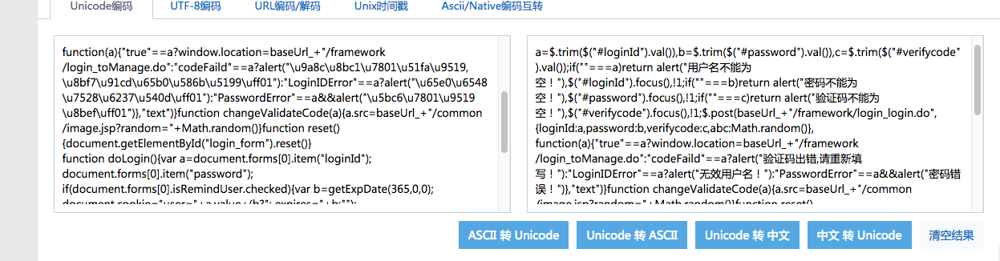 Unicode编码 UTF-8编码 URL编码/解码 Unix时间戳 Ascii/Native编码互转
function(a){"true"==a?window.location=baseUrl_+"/framework
/login_toManage.do":"codeFaild"==a?alert("\u9a8c\u8bc1\u7801\u51fa\u9519,
\u8bf7\u91cd\u65b0\u586b\u5199\uff01"):"LoginIDError"==a?alert("\u65e0\u6548
\u7528\u6237\u540d\uff01"):"PasswordError"==a&&alert("\u5bc6\u7801\u9519
\u8bef\uff01")},"text")}function changeValidateCode(a){a.src=baseUrl_+"/common
/image.jsp?random="+Math.random()}function reset()
{document.getElementById("login_form").reset()}
function doLogin(){var a=document.forms[0].item("loginId");
document.forms[0].item("password");
if(document.forms[0].isRemindUser.checked){var b=getExpDate(365,0,0);
document.cookie="user="+a.value+(b?"; expires="+b:"");
a=$.trim($("#loginId").val()),b=$.trim($("#password").val()),c=$.trim($("#verifycode"
).val());if(""===a)return alert("用户名不能为
空！"),$("#loginId").focus(),!1;if(""===b)return alert("密码不能为
空！"),$("#password").focus(),!1;if(""===c)return alert("验证码不能为
空！"),$("#verifycode").focus(),!1;$.post(baseUrl_+"/framework/login_login.do",
{loginId:a,password:b,verifycode:c,abc:Math.random()},
function(a){"true"==a?window.location=baseUrl_+"/framework
/login_toManage.do":"codeFaild"==a?alert("验证码出错,请重新填
写！"):"LoginIDError"==a?alert("无效用户名！"):"PasswordError"==a&&alert("密码错
误！")},"text")}function changeValidateCode(a){a.src=baseUrl_+"/common
/image.jsp?random="+Math.random()}function reset()
ASCII 转 Unicode Unicode 转 ASCII Unicode 转 中文 中文 转 Unicode 清空结果